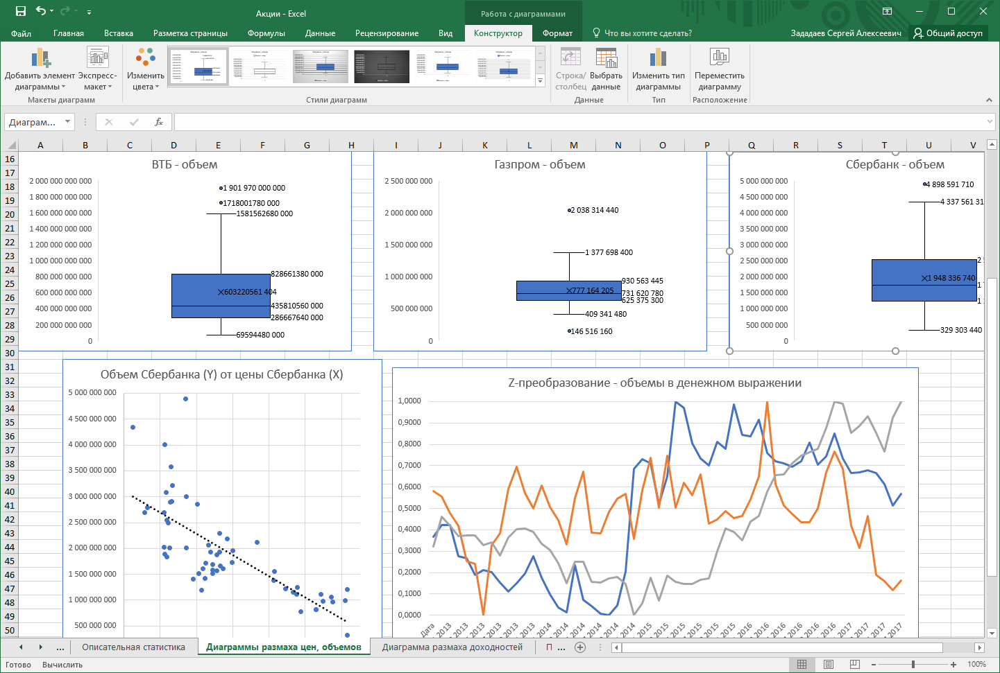 Акции - Excel
Работа с диаграммами
Файл Главная Вставка Разметка страницы Формулы Данные Рецензирование Вид Конструктор Формат Что вы хотите сделать? Зададаев Сергей Алексеевич Общий доступ
Добавить элемент диаграммы
Экспресс-макет
Изменить цвета
Строка/столбец
Выбрать данные
Изменить тип диаграммы
Переместить диаграмму
Макеты диаграмм Стили диаграмм Данные Тип Расположение
Диаграм... fx
A B C D E F G H I J K L M N O P Q R S T U V
16
17
18
19
20
21
22
23
24
25
26
27
28
29
30
31
32
33
34
35
36
37
38
39
40
41
42
43
44
45
46
47
48
49
50
ВТБ - объем
2 000 000 000 000
1 800 000 000 000
1 600 000 000 000
1 400 000 000 000
1 200 000 000 000
1 000 000 000 000
800 000 000 000
600 000 000 000
400 000 000 000
200 000 000 000
0
1 901 970 000 000
1718001780 000
1581562680 000
828661380 000
603220561 404
435810560 000
286667640 000
69594480 000
Газпром - объем
2 500 000 000
2 000 000 000
1 500 000 000
1 000 000 000
500 000 000
0
2 038 314 440
1 377 698 400
930 563 445
777 164 205
731 620 780
625 375 300
409 341 480
146 516 160
Сбербанк - объем
5 000 000 000
4 500 000 000
4 000 000 000
3 500 000 000
3 000 000 000
2 500 000 000
2 000 000 000
1 500 000 000
1 000 000 000
500 000 000
0
4 898 591 710
4 337 561 31
1 948 336 740
329 303 440
Объем Сбербанка (Y) от цены Сбербанка (X)
5 000 000 000
4 500 000 000
4 000 000 000
3 500 000 000
3 000 000 000
2 500 000 000
2 000 000 000
1 500 000 000
1 000 000 000
500 000 000
Z-преобразование - объемы в денежном выражении
1,0000
0,9000
0,8000
0,7000
0,6000
0,5000
0,4000
0,3000
0,2000
0,1000
0,0000
Дата 2013 2013 2013 2013 2013 2013 2014 2014 2014 2014 2014 2014 2015 2015 2015 2015 2015 2015 2016 2016 2016 2016 2016 2016 2017 2017 2017 2017
... Описательная статистика Диаграммы размаха цен, объемов Диаграмма размаха доходностей П ...
Готово Вычислить 100%